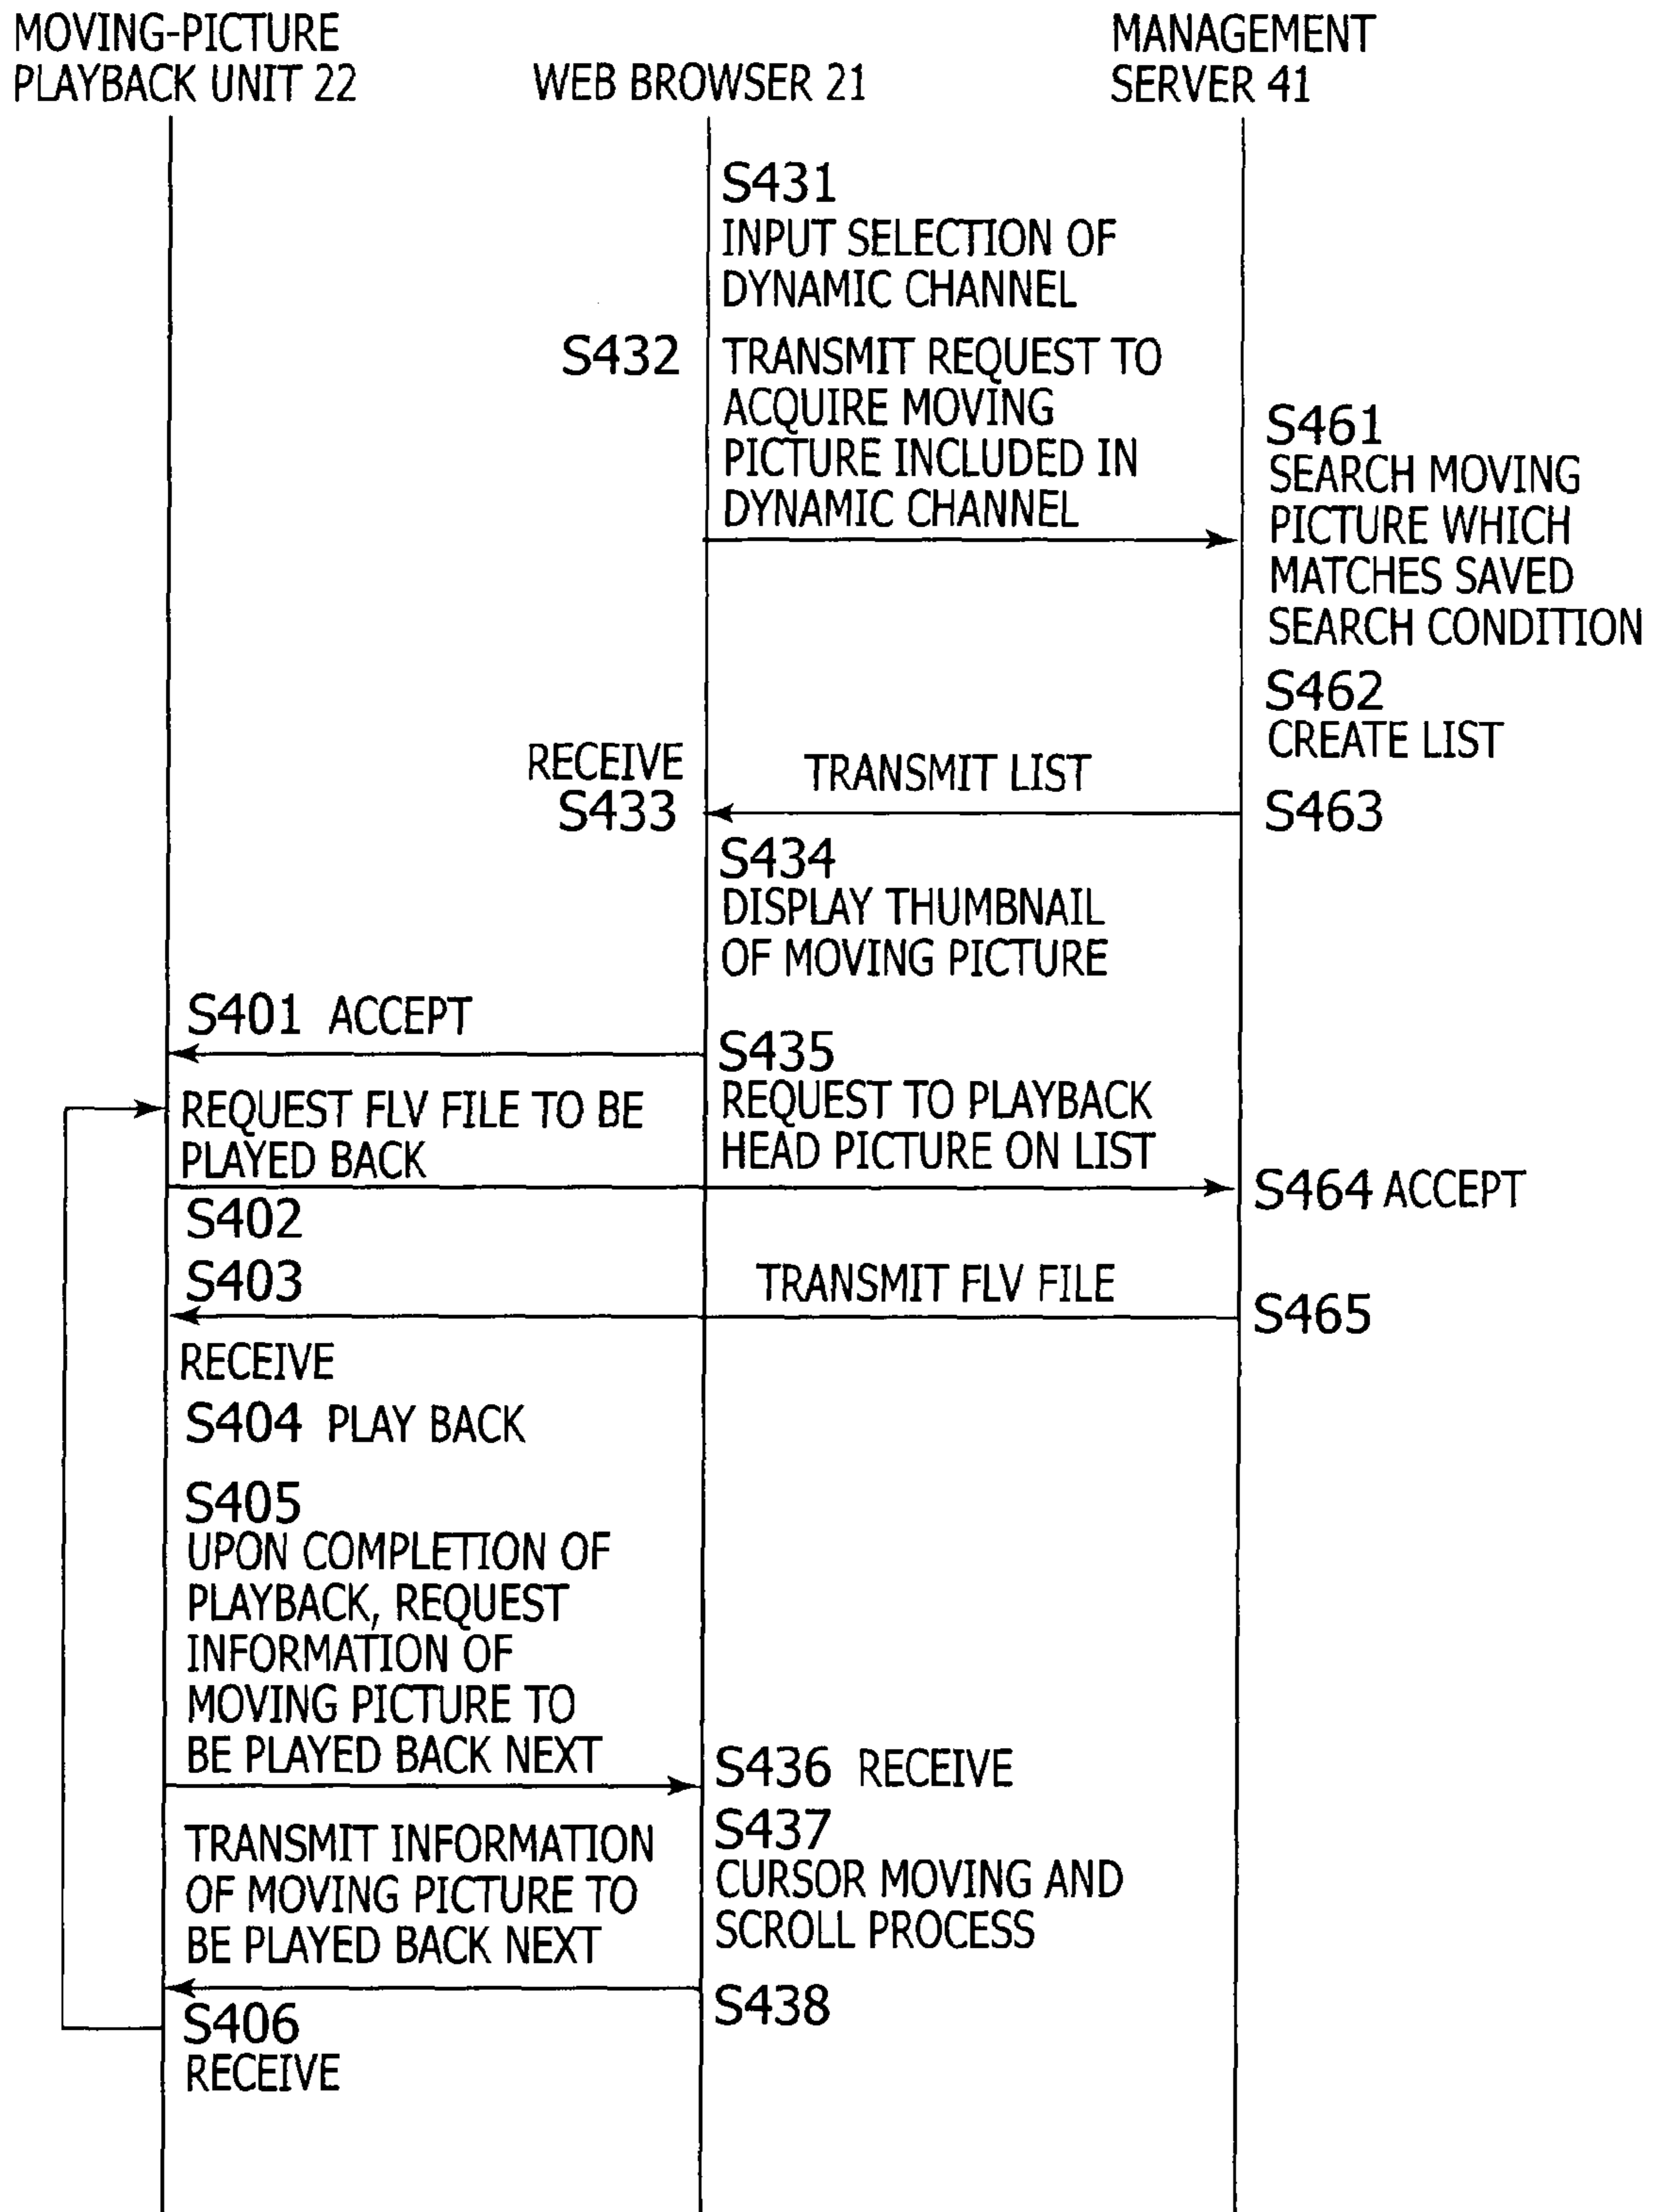 MOVING-PICTURE
PLAYBACK UNIT 22
WEB BROWSER 21
MANAGEMENT
SERVER 41
S431
INPUT SELECTION OF
DYNAMIC CHANNEL
S432
TRANSMIT REQUEST TO
ACQUIRE MOVING
PICTURE INCLUDED IN
DYNAMIC CHANNEL
S461
SEARCH MOVING
PICTURE WHICH
MATCHES SAVED
SEARCH CONDITION
S462
CREATE LIST
RECEIVE
S433
TRANSMIT LIST
S463
S434
DISPLAY THUMBNAIL
OF MOVING PICTURE
S401 ACCEPT
S435
REQUEST TO PLAYBACK
HEAD PICTURE ON LIST
REQUEST FLV FILE TO BE
PLAYED BACK
S402
S464 ACCEPT
S403
TRANSMIT FLV FILE
S465
RECEIVE
S404 PLAY BACK
S405
UPON COMPLETION OF
PLAYBACK, REQUEST
INFORMATION OF
MOVING PICTURE TO
BE PLAYED BACK NEXT
S436 RECEIVE
S437
CURSOR MOVING AND
SCROLL PROCESS
TRANSMIT INFORMATION
OF MOVING PICTURE TO
BE PLAYED BACK NEXT
S438
S406
RECEIVE